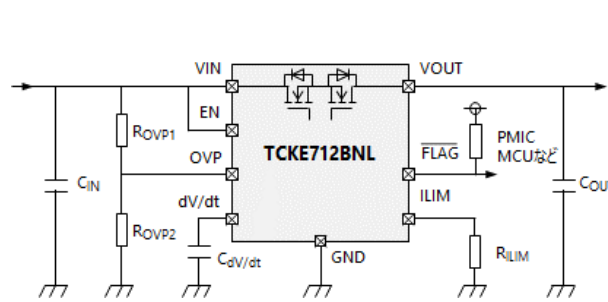 VIN
VOUT
EN
ROVP1
OVP
TCKE712BNL
FLAG
PMIC
MCUなど
CIN
dV/dt
ILIM
COU
ROVP2
CdV/dt
GND
RILIM